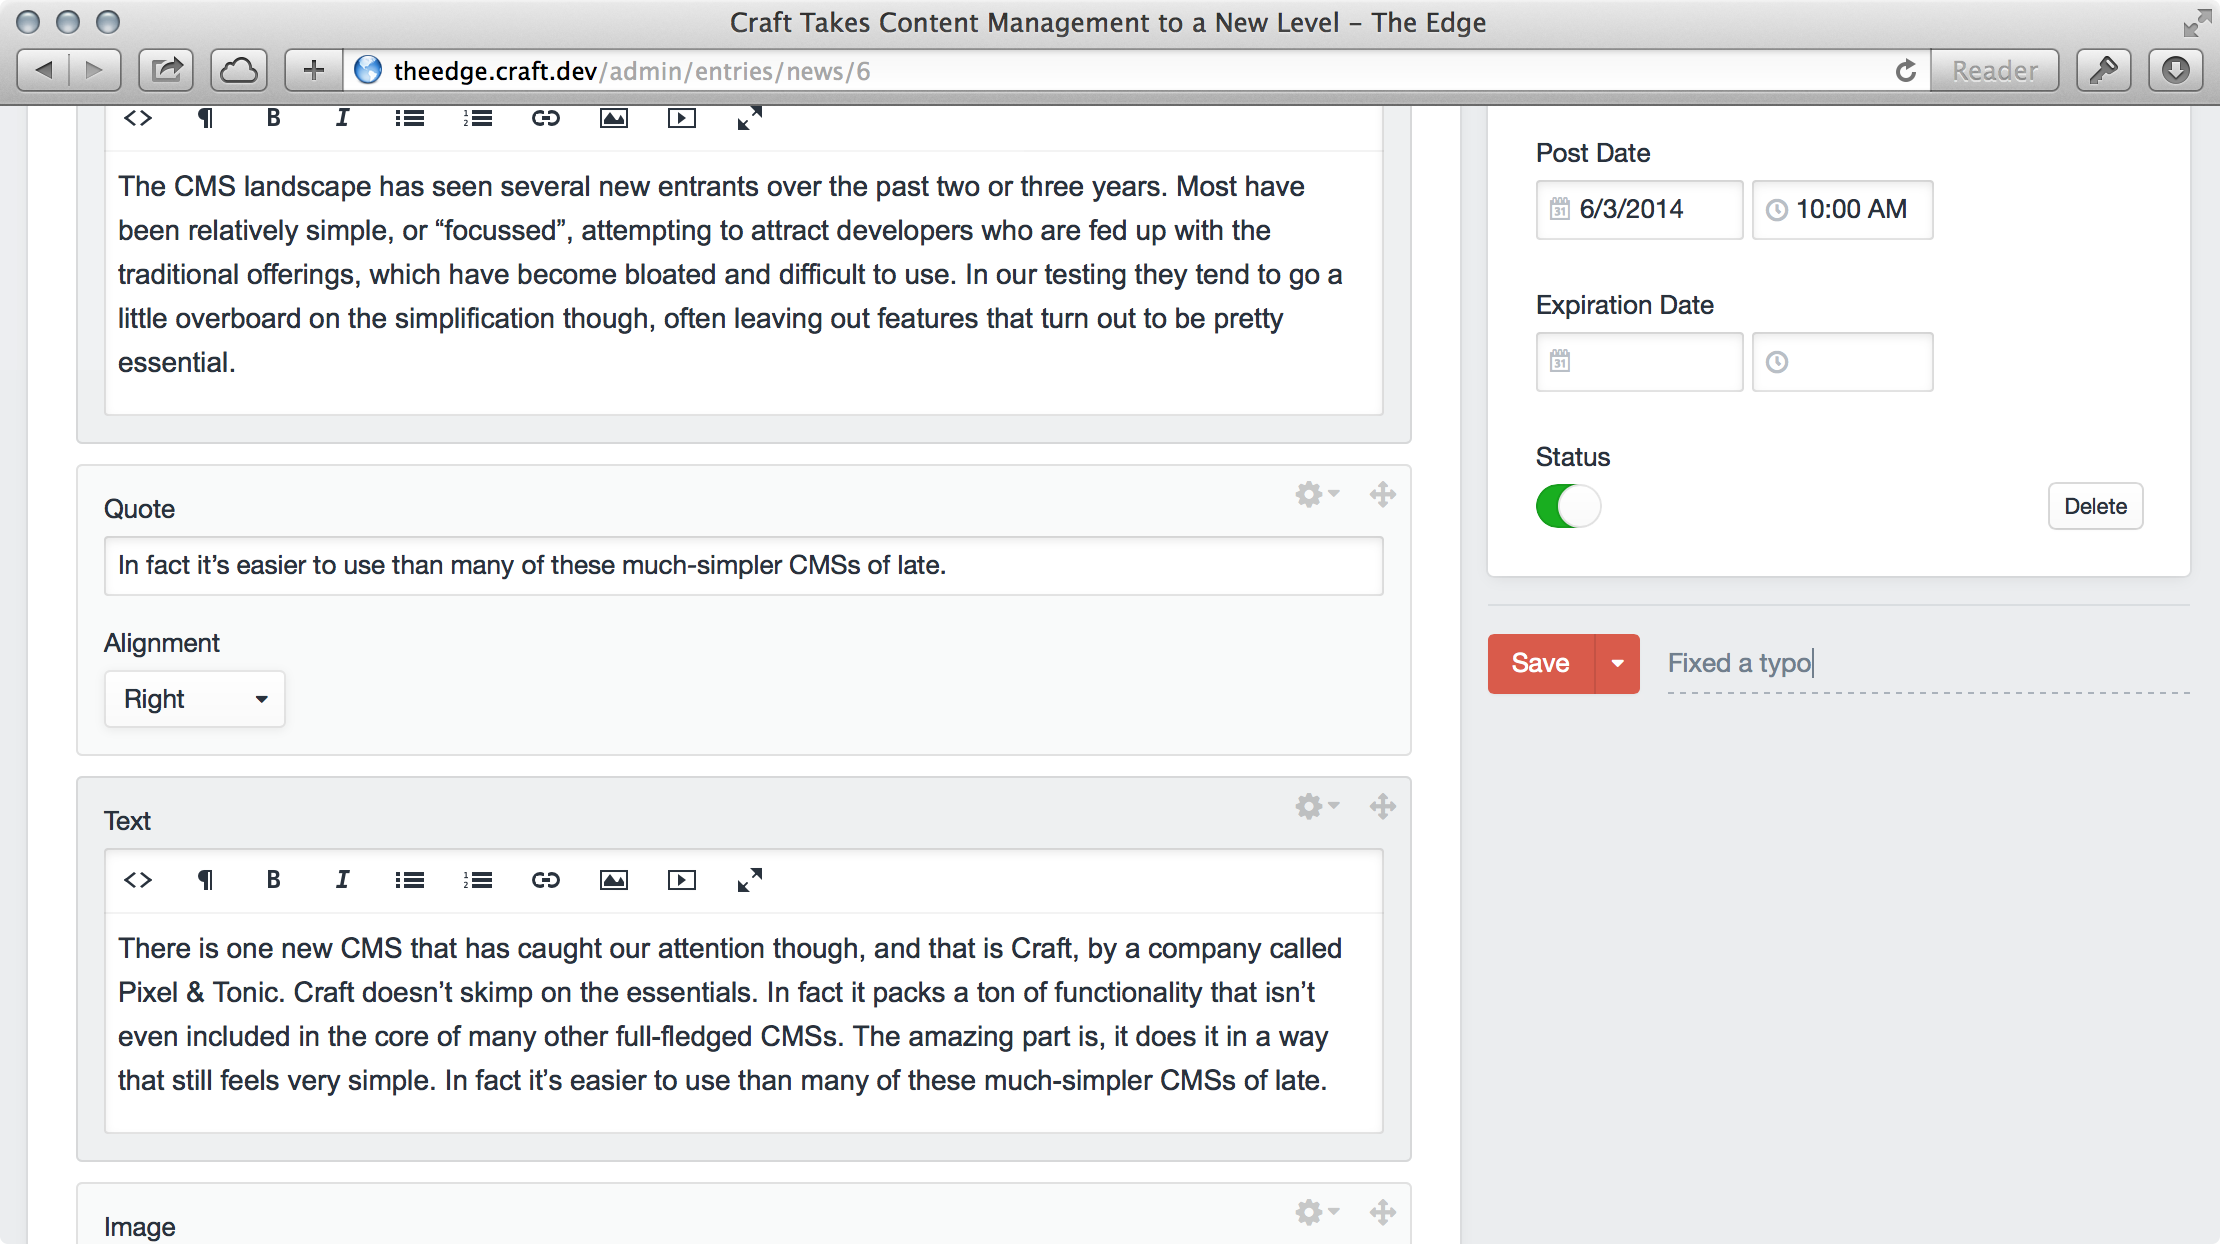 Craft Takes Content Management to a New Level – The Edge
theedge.craft.dev/admin/entries/news/6
Reader
B I
The CMS landscape has seen several new entrants over the past two or three years. Most have
been relatively simple, or “focussed”, attempting to attract developers who are fed up with the
traditional offerings, which have become bloated and difficult to use. In our testing they tend to go a
little overboard on the simplification though, often leaving out features that turn out to be pretty
essential.
Quote
In fact it’s easier to use than many of these much-simpler CMSs of late.
Alignment
Right
Text
B I
There is one new CMS that has caught our attention though, and that is Craft, by a company called
Pixel & Tonic. Craft doesn’t skimp on the essentials. In fact it packs a ton of functionality that isn’t
even included in the core of many other full-fledged CMSs. The amazing part is, it does it in a way
that still feels very simple. In fact it’s easier to use than many of these much-simpler CMSs of late.
Image
Post Date
31 6/3/2014 10:00 AM
Expiration Date
31
Status
Delete
Save Fixed a typo